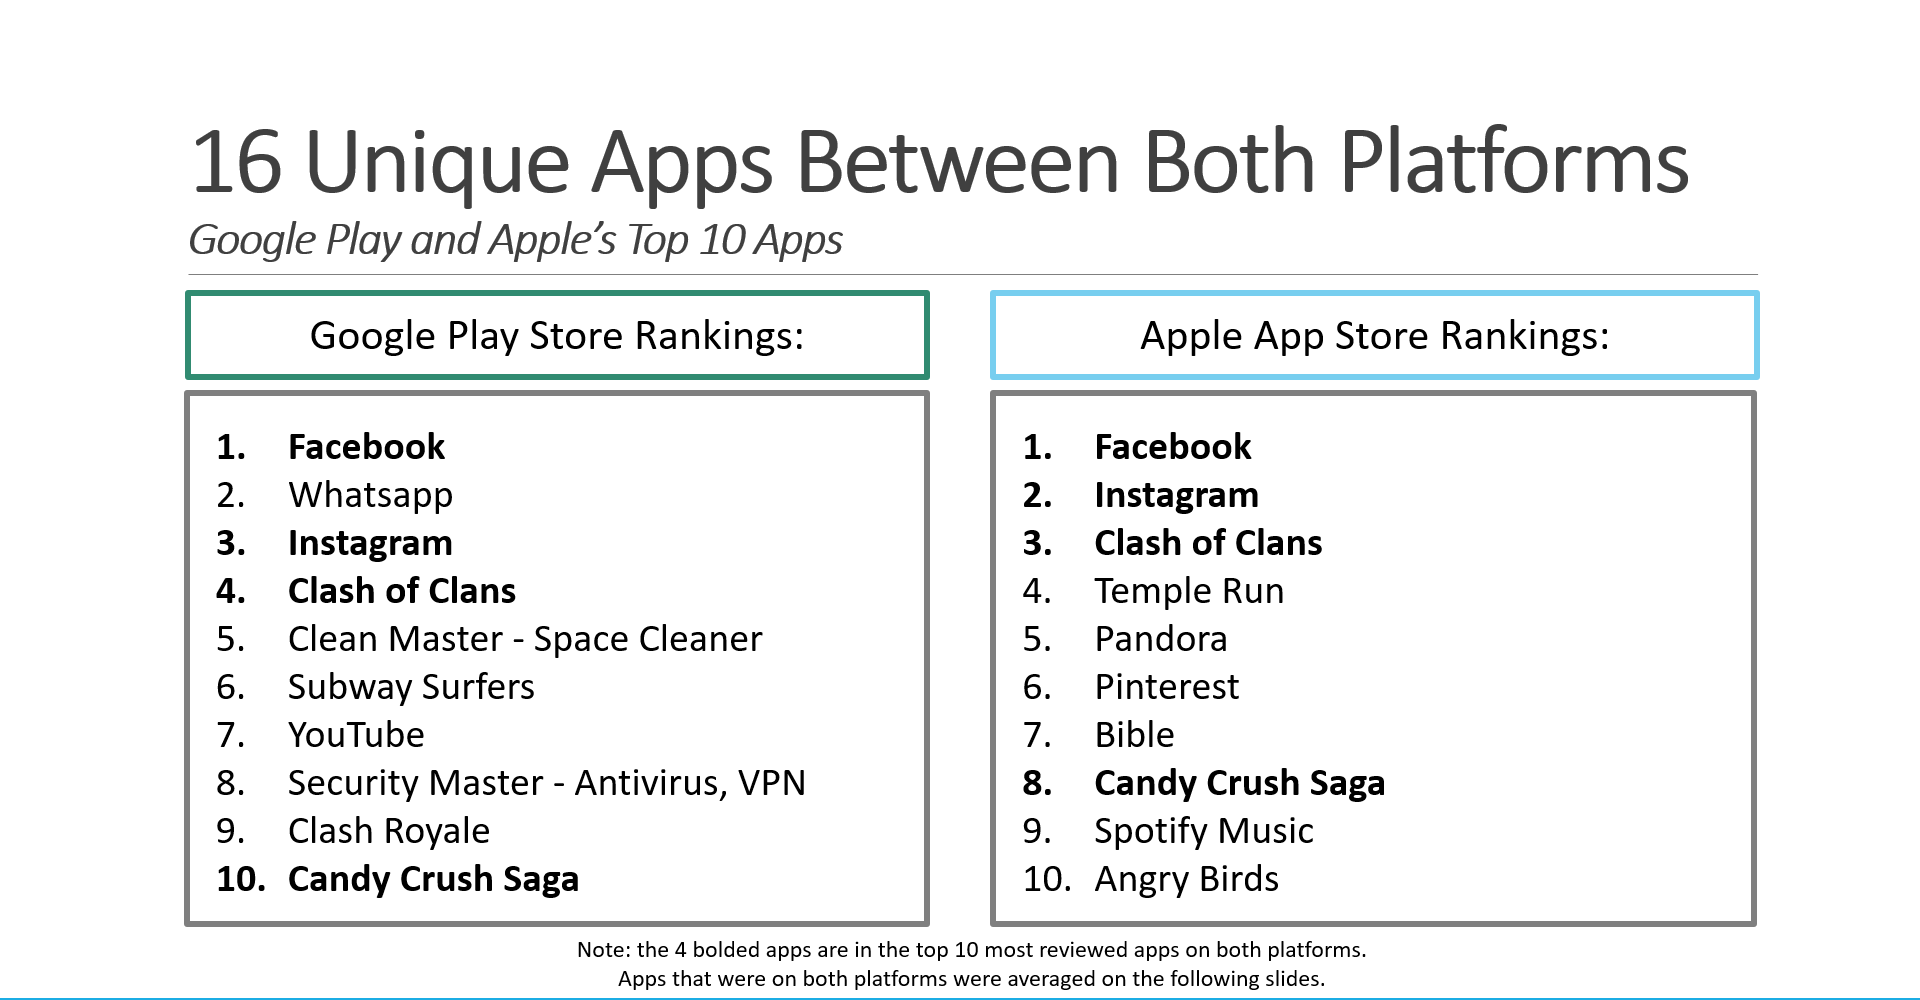 16 Unique Apps Between Both Platforms
Google Play and Apple’s Top 10 Apps
Google Play Store Rankings:
1. Facebook
2. Whatsapp
3. Instagram
4. Clash of Clans
5. Clean Master - Space Cleaner
6. Subway Surfers
7. YouTube
8. Security Master - Antivirus, VPN
9. Clash Royale
10. Candy Crush Saga
Apple App Store Rankings:
1. Facebook
2. Instagram
3. Clash of Clans
4. Temple Run
5. Pandora
6. Pinterest
7. Bible
8. Candy Crush Saga
9. Spotify Music
10. Angry Birds
Note: the 4 bolded apps are in the top 10 most reviewed apps on both platforms.
Apps that were on both platforms were averaged on the following slides.